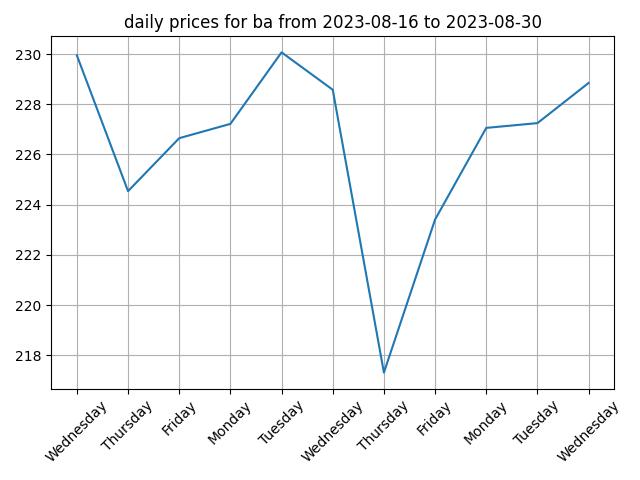 daily prices for ba from 2023-08-16 to 2023-08-30
230
228
226
224
222
220
218
Wednesday
Thursday
Friday
Monday
Tuesday
Wednesday
Thursday
Friday
Monday
Tuesday
Wednesday